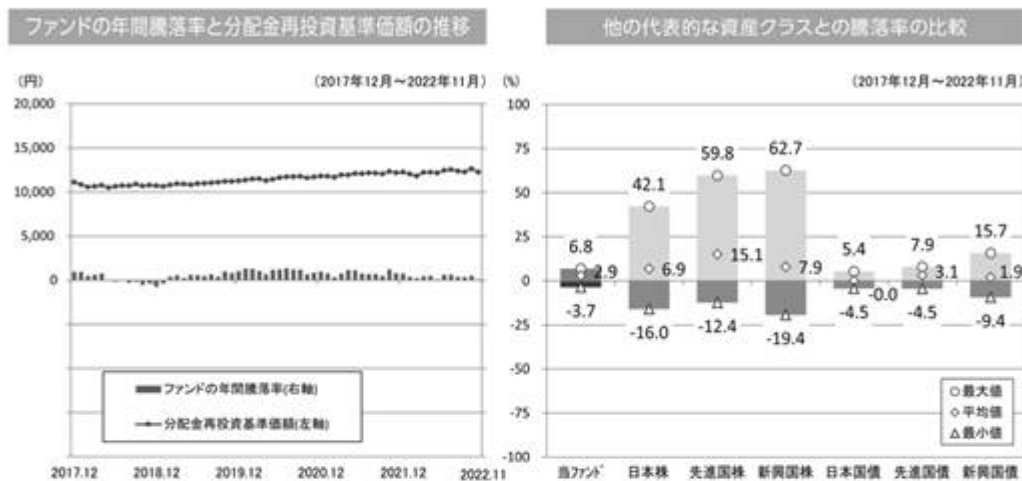 ファンドの年間騰落率と分配金再投資基準価額の推移
(円)
(2017年12月~2022年11月)
20,000
15,000
10,000
5,000
0
ファンドの年間騰落率(右軸)
分配金再投資基準価額(左軸)
2017.12 2018.12 2019.12 2020.12 2021.12 2022.11
他の代表的な資産クラスとの騰落率の比較
(%)
(2017年12月~2022年11月)
100
75
50
25
0
-25
-50
-75
-100
6.8 42.1 59.8 62.7 5.4 7.9 15.7
2.9 6.9 15.1 7.9 -0.0 3.1 1.9
-3.7 -16.0 -12.4 -19.4 -4.5 -4.5 -9.4
最大値
平均値
最小値
当ファンド 日本株 先進国株 新興国株 日本国債 先進国債 新興国債